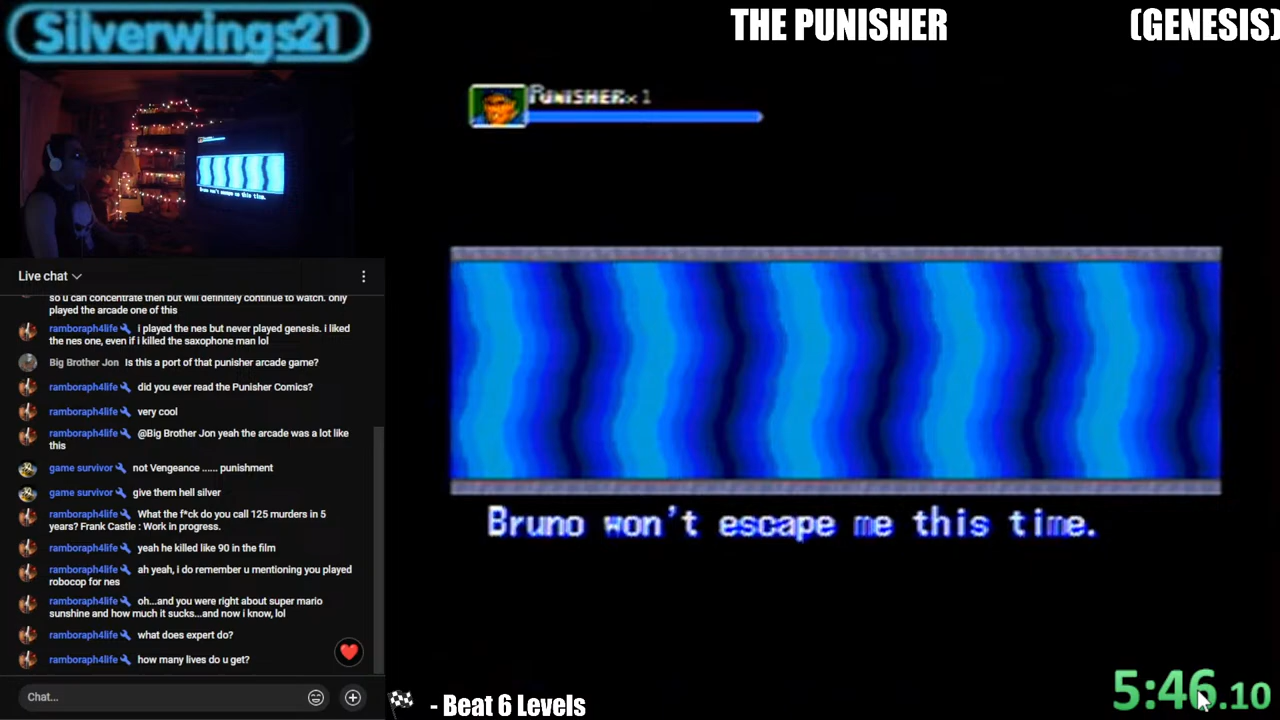 Silverwings21
THE PUNISHER (GENESIS)
PUNISHER×1
Live chat
so u can concentrate then but will definitely continue to watch. only
played the arcade one of this
ramboraph4life i played the nes but never played genesis. i liked
the nes one, even if i killed the saxophone man lol
Big Brother Jon Is this a port of that punisher arcade game?
ramboraph4life did you ever read the Punisher Comics?
ramboraph4life very cool
ramboraph4life @Big Brother Jon yeah the arcade was a lot like
this
game survivor not Vengeance ...... punishment
game survivor give them hell silver
ramboraph4life What the f*ck do you call 125 murders in 5
years? Frank Castle : Work in progress.
ramboraph4life yeah he killed like 90 in the film
ramboraph4life ah yeah, i do remember u mentioning you played
robocop for nes
ramboraph4life oh...and you were right about super mario
sunshine and how much it sucks...and now i know, lol
ramboraph4life what does expert do?
ramboraph4life how many lives do u get?
Chat...
Bruno won't escape me this time.
- Beat 6 Levels
5:46.10